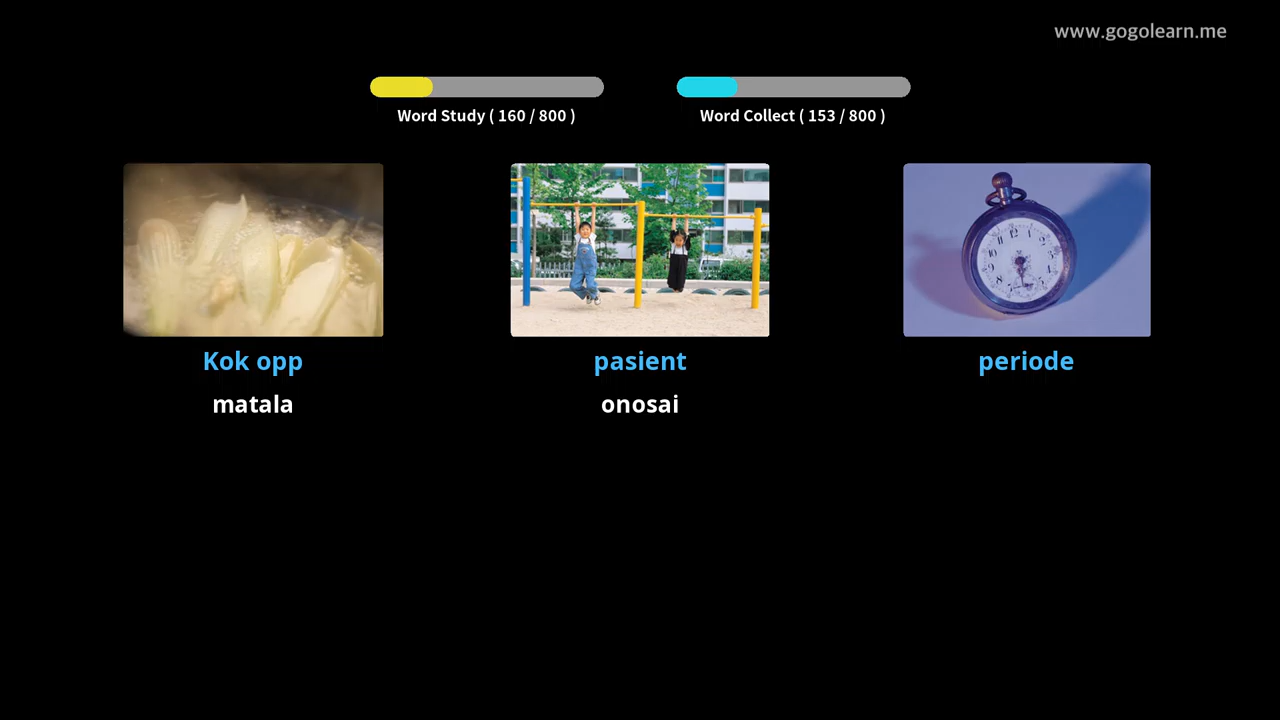 www.gogolearn.me
Word Study ( 160 / 800 )
Word Collect ( 153 / 800 )
Kok opp
pasient
periode
matala
onosai